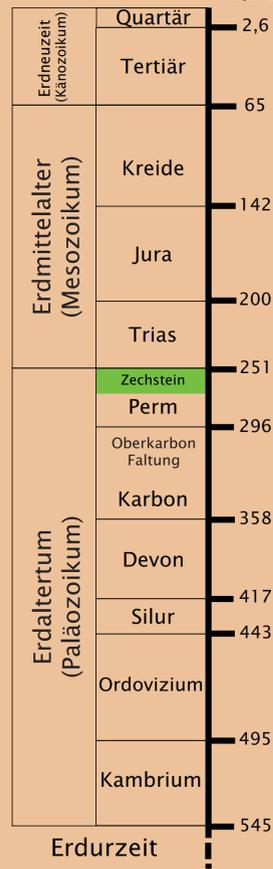 Erdneuzeit
(Känozoikum)
Quartär
2,6
Tertiär
65
Erdmittelalter
(Mesozoikum)
Kreide
142
Jura
200
Trias
251
Erdaltertum
(Paläozoikum)
Zechstein
Perm
296
Oberkarbon
Faltung
Karbon
358
Devon
417
Silur
443
Ordovizium
495
Kambrium
545
Erdurzeit